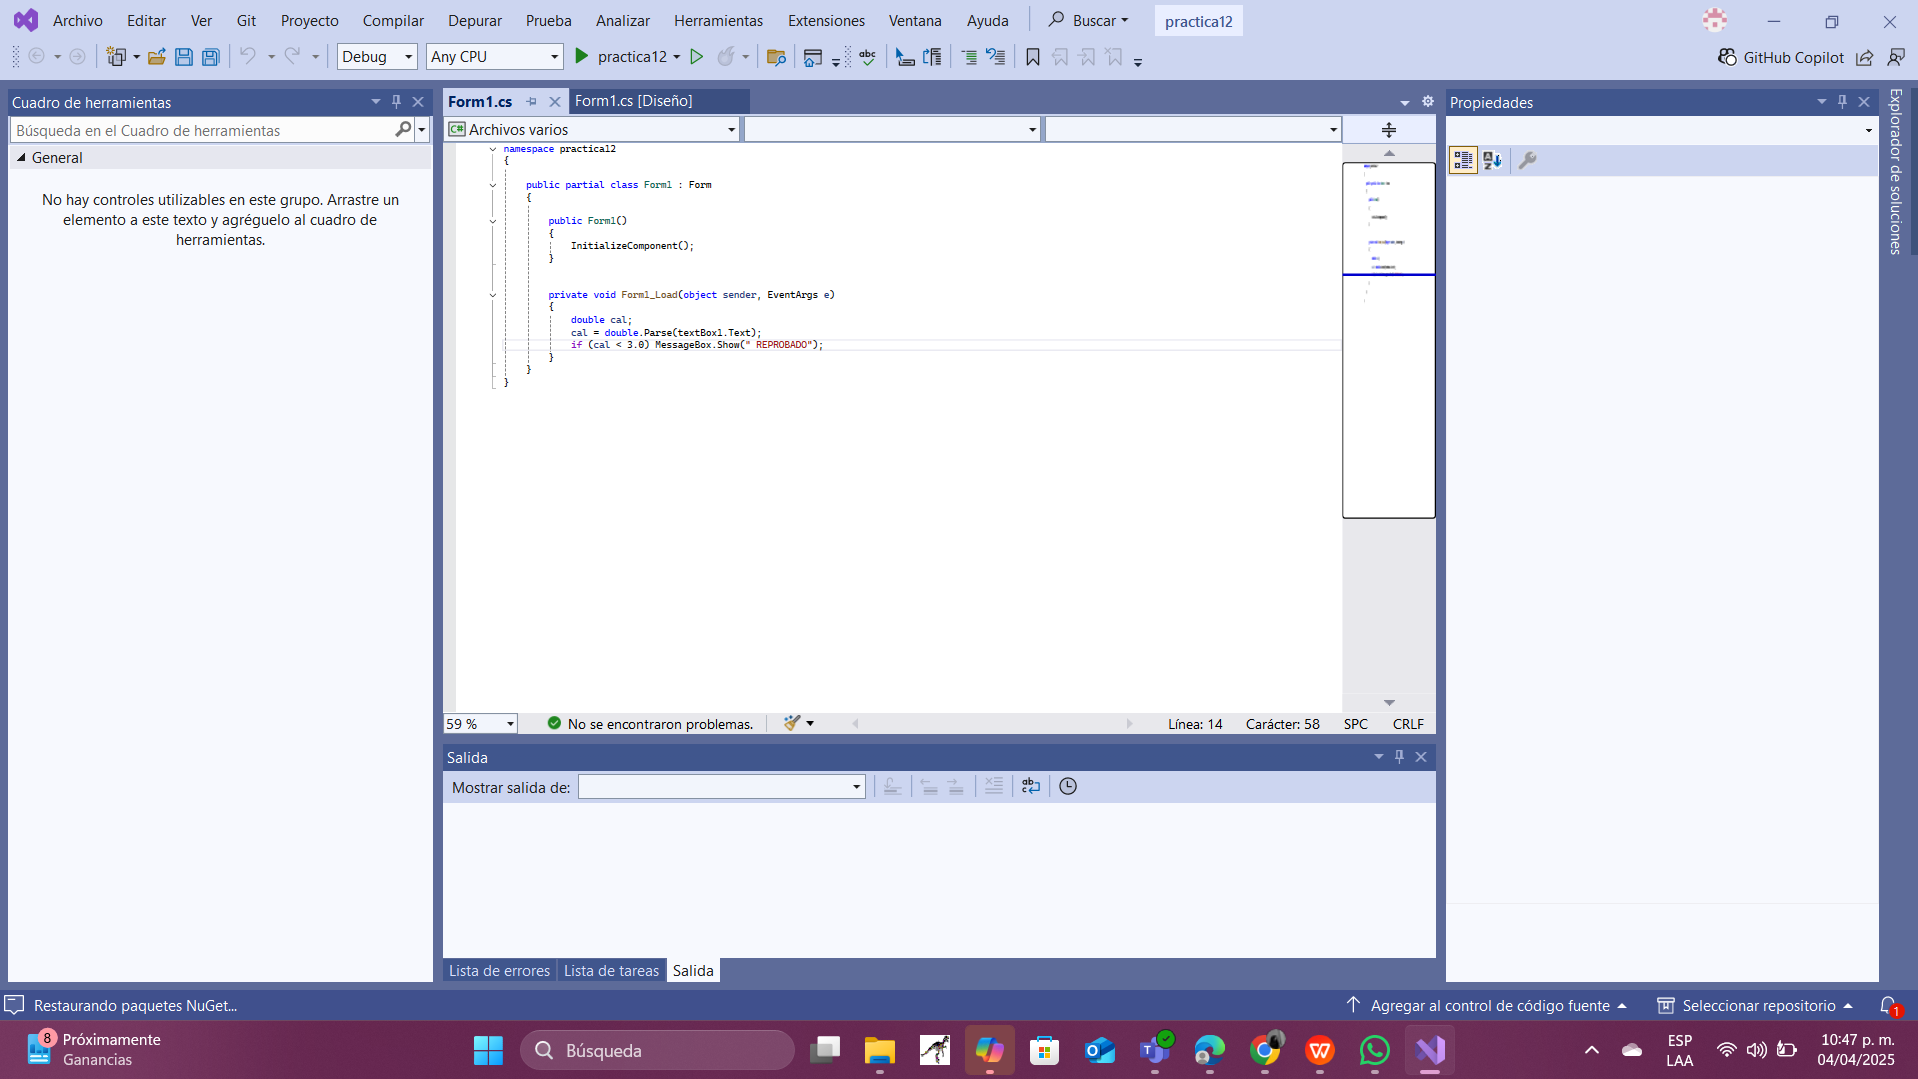 Archivo Editar Ver Git Proyecto Compilar Depurar Prueba Analizar Herramientas Extensiones Ventana Ayuda Buscar practica12
Debug Any CPU practica12 abc GitHub Copilot
Cuadro de herramientas
Búsqueda en el Cuadro de herramientas
General
No hay controles utilizables en este grupo. Arrastre un
elemento a este texto y agréguelo al cuadro de
herramientas.
Form1.cs Form1.cs [Diseño]
C# Archivos varios
namespace practica12
{
public partial class Form1 : Form
{
public Form1()
{
InitializeComponent();
}
private void Form1_Load(object sender, EventArgs e)
{
double cal;
cal = double.Parse(textBox1.Text);
if (cal < 3.0) MessageBox.Show(" REPROBADO");
}
}
}
59 % No se encontraron problemas. Línea: 14 Carácter: 58 SPC CRLF
Salida
Mostrar salida de:
Lista de errores Lista de tareas Salida
Propiedades
Explorador de soluciones
Restaurando paquetes NuGet... Agregar al control de código fuente Seleccionar repositorio 1
8 Próximamente
Ganancias
Búsqueda
ESP
LAA
10:47 p. m.
04/04/2025